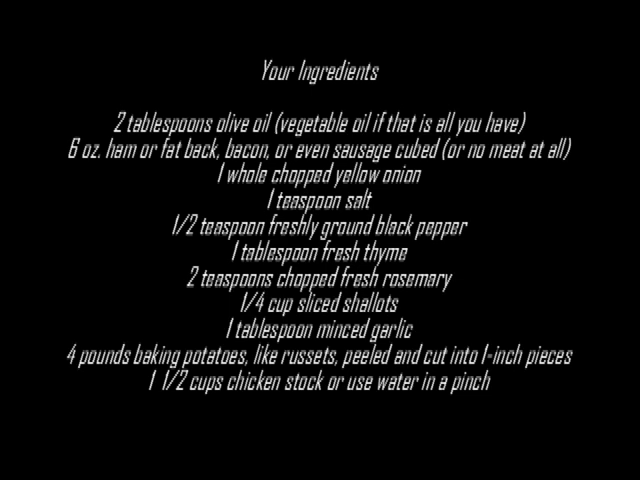 Your Ingredients
2 tablespoons olive oil (vegetable oil if that is all you have)
6 oz. ham or fat back, bacon, or even sausage cubed (or no meat at all)
1 whole chopped yellow onion
1 teaspoon salt
1/2 teaspoon freshly ground black pepper
1 tablespoon fresh thyme
2 teaspoons chopped fresh rosemary
1/4 cup sliced shallots
1 tablespoon minced garlic
4 pounds baking potatoes, like russets, peeled and cut into 1-inch pieces
1 1/2 cups chicken stock or use water in a pinch